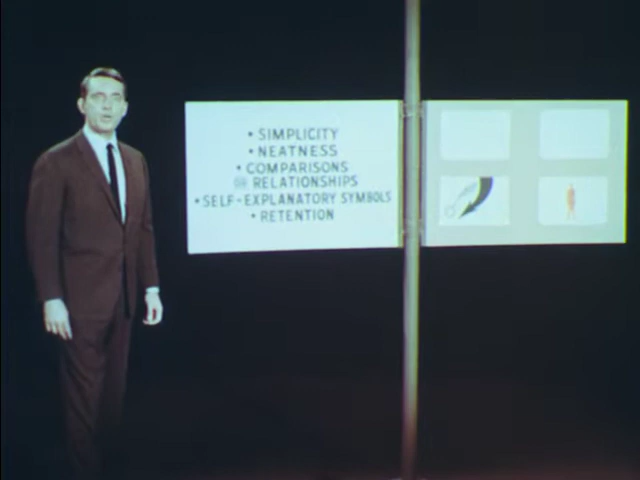 • SIMPLICITY
• NEATNESS
• COMPARISONS
OR RELATIONSHIPS
• SELF-EXPLANATORY SYMBOLS
• RETENTION